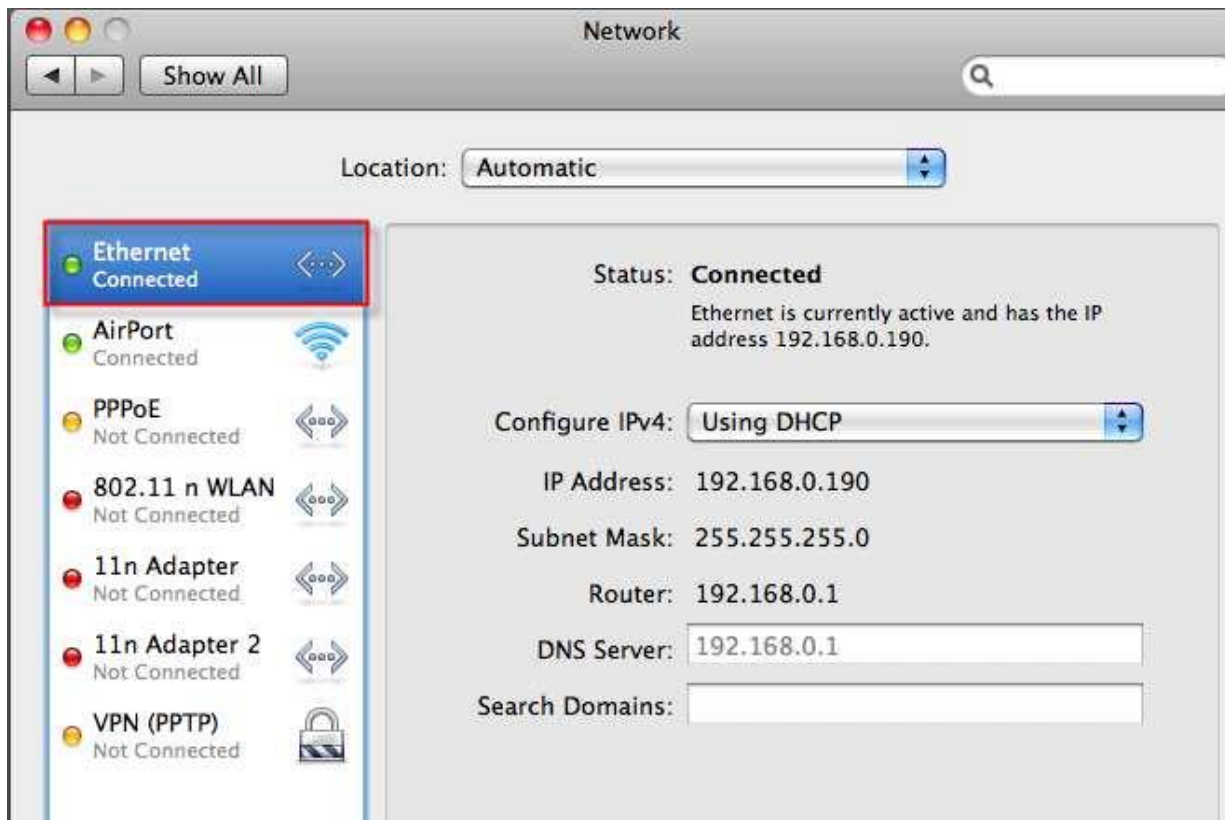 Network
Show All
Location: Automatic
Ethernet
Connected
AirPort
Connected
PPPoE
Not Connected
802.11 n WLAN
Not Connected
11n Adapter
Not Connected
11n Adapter 2
Not Connected
VPN (PPTP)
Not Connected
Status: Connected
Ethernet is currently active and has the IP
address 192.168.0.190.
Configure IPv4: Using DHCP
IP Address: 192.168.0.190
Subnet Mask: 255.255.255.0
Router: 192.168.0.1
DNS Server: 192.168.0.1
Search Domains: